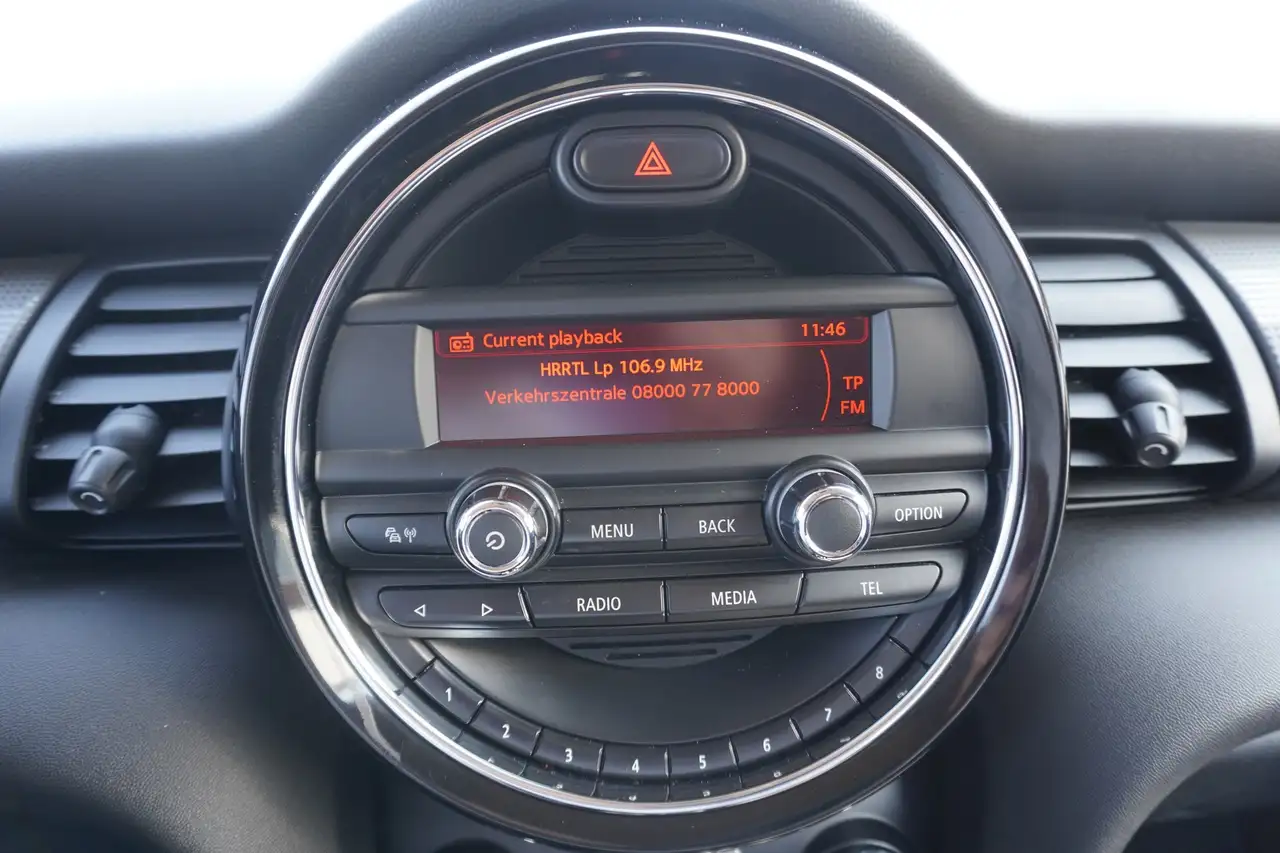 Current playback 11:46
HRRTL Lp 106.9 MHz
Verkehrszentrale 08000 77 8000
TP
FM
MENU BACK OPTION
RADIO MEDIA TEL
1 2 3 4 5 6 7 8